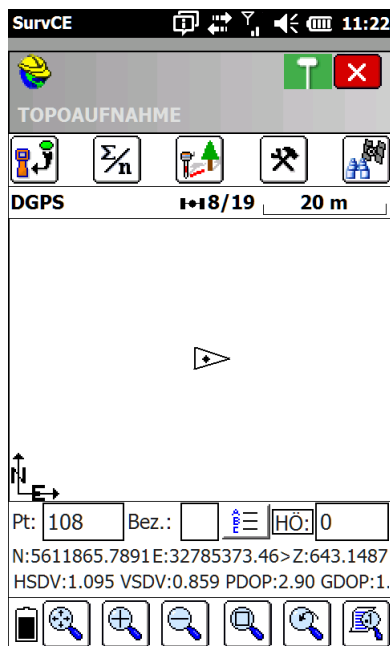 SurvCE 11:22
TOPOAUFNAHME
Σ/n
DGPS 8/19 20 m
N
E
Pt: 108 Bez.: A B C E HÖ: 0
N:5611865.7891E:32785373.46>Z:643.1487
HSDV:1.095 VSDV:0.859 PDOP:2.90 GDOP:1.